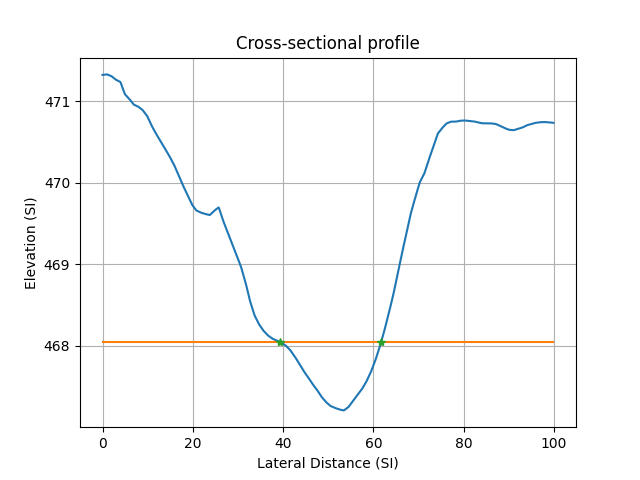 Cross-sectional profile
471
470
469
468
Elevation (SI)
0 20 40 60 80 100
Lateral Distance (SI)